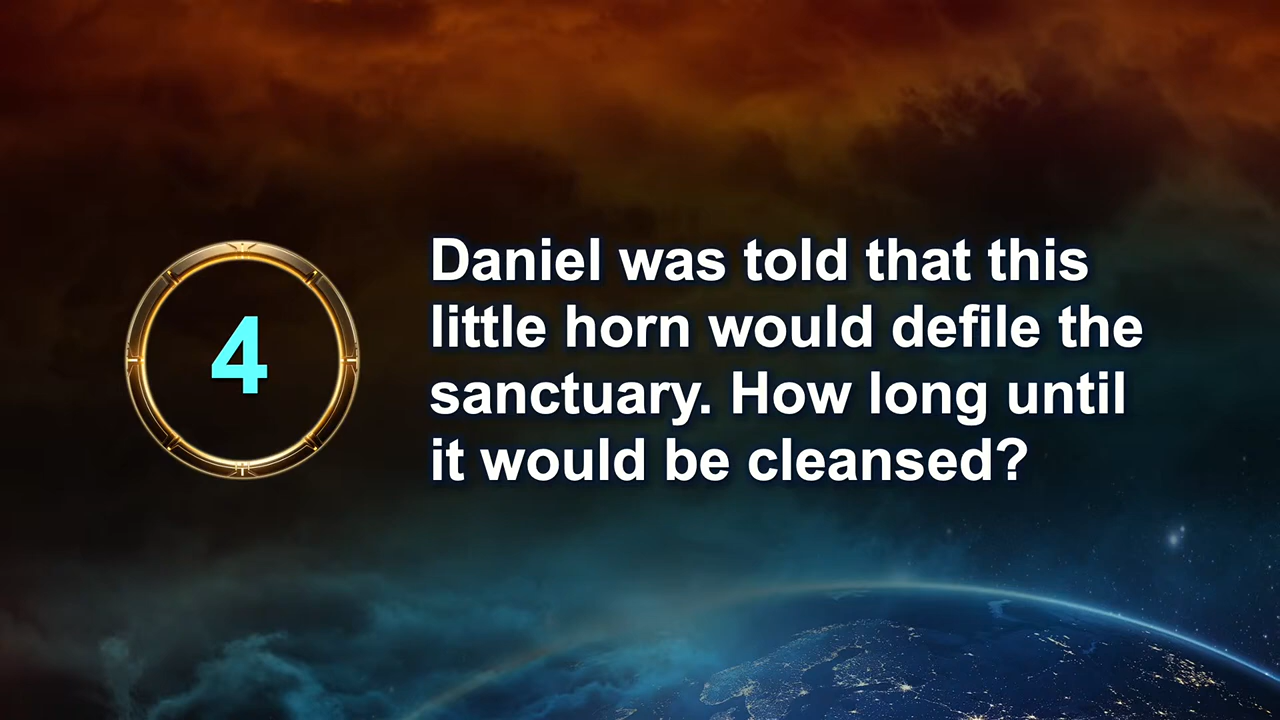 4
Daniel was told that this
little horn would defile the
sanctuary. How long until
it would be cleansed?